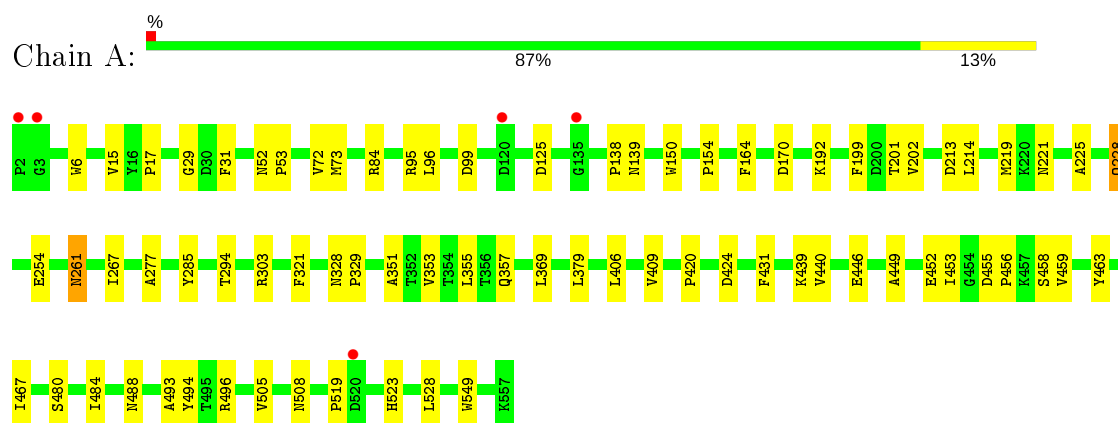 %
Chain A:
87% 13%
P2 G3 W6 V15 Y16 P17 G29 D30 F31 N52 P53 V72 M73 R84 R95 L96 D99 D120 D125 G135 P138 N139 W150 P154 F164 D170 K192 F199 D200 T201 V202 D213 L214 M219 K220 N221 A225
E254 N261 I267 A277 Y285 T294 R303 F321 N328 P329 A351 T352 V353 T354 L355 T356 Q357 L369 L379 L406 V409 P420 D424 F431 K439 V440 E446 A449 E452 I453 G454 D455 P456 K457 S458 V459 Y463
I467 S480 I484 N488 A493 Y494 T495 R496 V505 N508 P519 D520 H523 L528 W549 K557